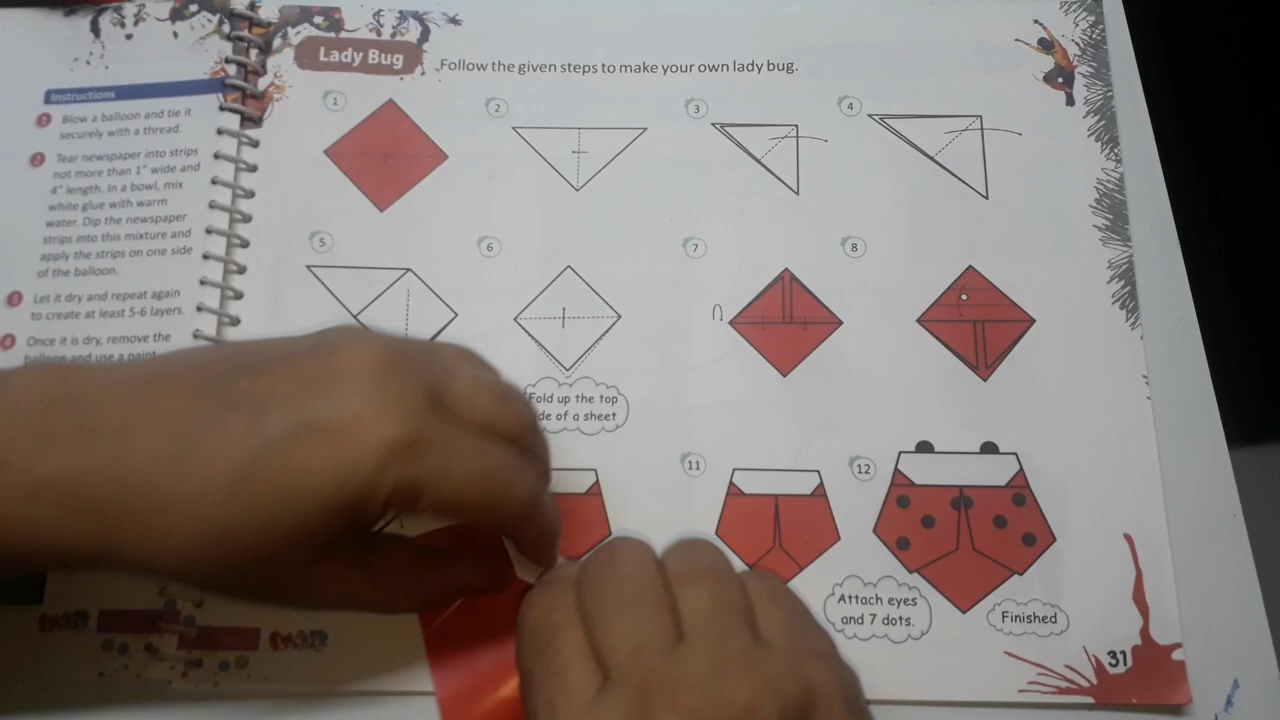 Lady Bug
Follow the given steps to make your own lady bug.
Instructions
1 Blow a balloon and tie it
securely with a thread.
2 Tear newspaper into strips
not more than 1" wide and
4" length. In a bowl, mix
white glue with warm
water. Dip the newspaper
strips into this mixture and
apply the strips on one side
of the balloon.
3 Let it dry and repeat again
to create at least 5-6 layers.
4 Once it is dry, remove the
balloon and use a paint
1
2
3
4
5
6
7
8
Fold up the top
de of a sheet
11
12
Attach eyes
and 7 dots.
Finished
31